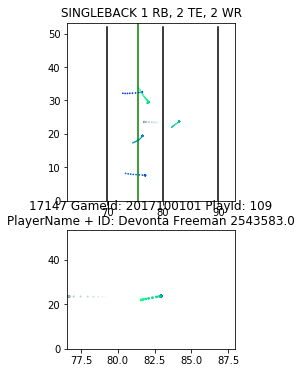 SINGLEBACK 1 RB, 2 TE, 2 WR
50
40
30
20
10
0
70 80 90
17147 GameId: 2017100101 PlayId: 109
PlayerName + ID: Devonta Freeman 2543583.0
40
20
0
77.5 80.0 82.5 85.0 87.5